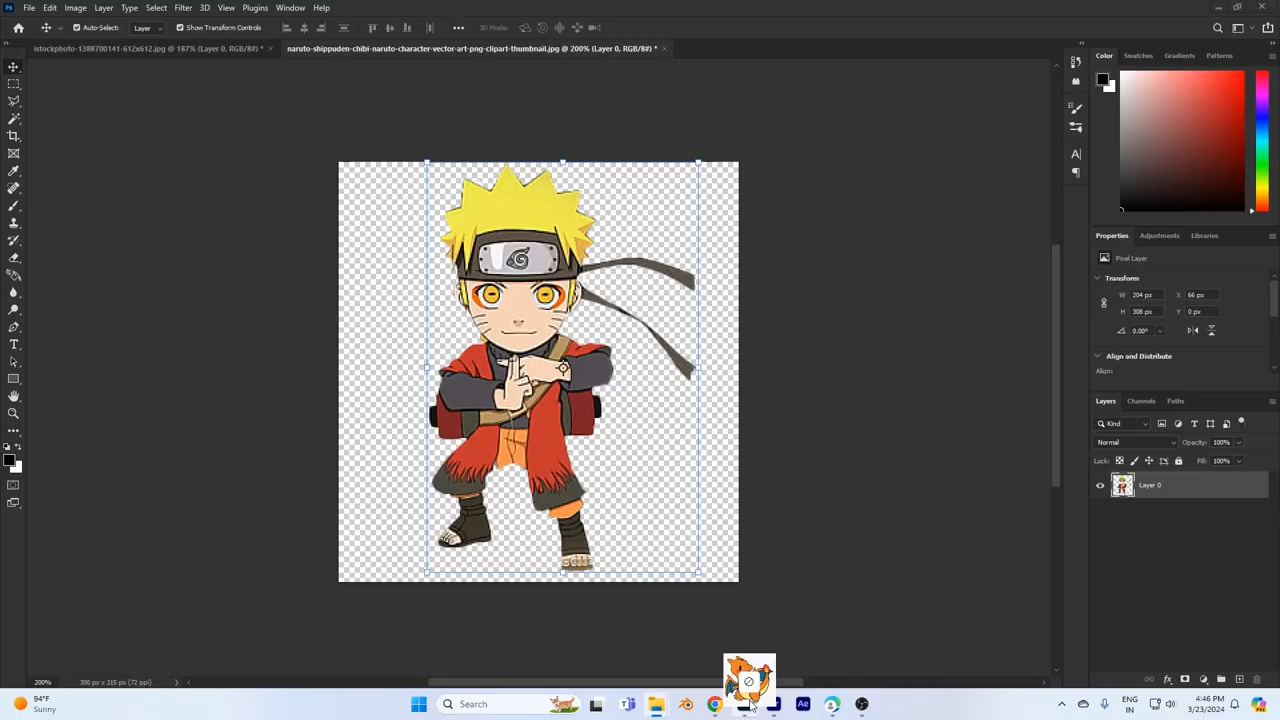 Ps File Edit Image Layer Type Select Filter 3D View Plugins Window Help
Auto-Select: Layer Show Transform Controls 3D Mode:
istockphoto-1388700141-612x612.jpg @ 187% (Layer 0, RGB/8#) * naruto-shippuden-chibi-naruto-character-vector-art-png-clipart-thumbnail.jpg @ 200% (Layer 0, RGB/8#) *
Color Swatches Gradients Patterns
Properties Adjustments Libraries
Pixel Layer
Transform
W 204 px X 66 px
H 308 px Y 0 px
0.00°
Align and Distribute
Align:
Layers Channels Paths
Kind
Normal Opacity: 100%
Lock: Fill: 100%
Layer 0
200% 300 px x 315 px (72 ppi)
94°F
Sunny
Search
Ae
ENG
IN
4:46 PM
3/23/2024